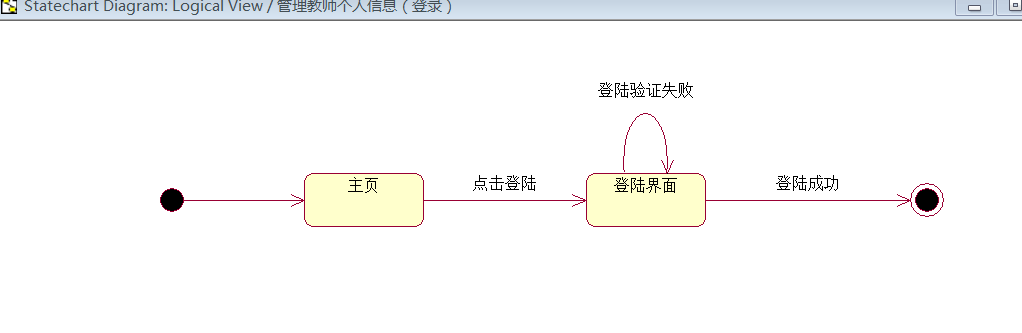 Statechart Diagram: Logical View / 管理教师个人信息（登录）
登陆验证失败
主页
点击登陆
登陆界面
登陆成功